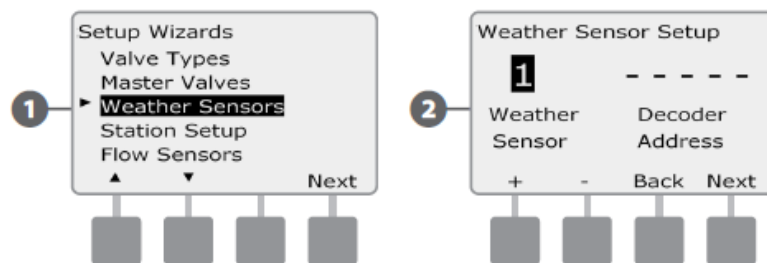 1
Setup Wizards
Valve Types
Master Valves
► Weather Sensors
Station Setup
Flow Sensors
▲ ▼ Next
2
Weather Sensor Setup
1 - - - - -
Weather Decoder
Sensor Address
+ - Back Next